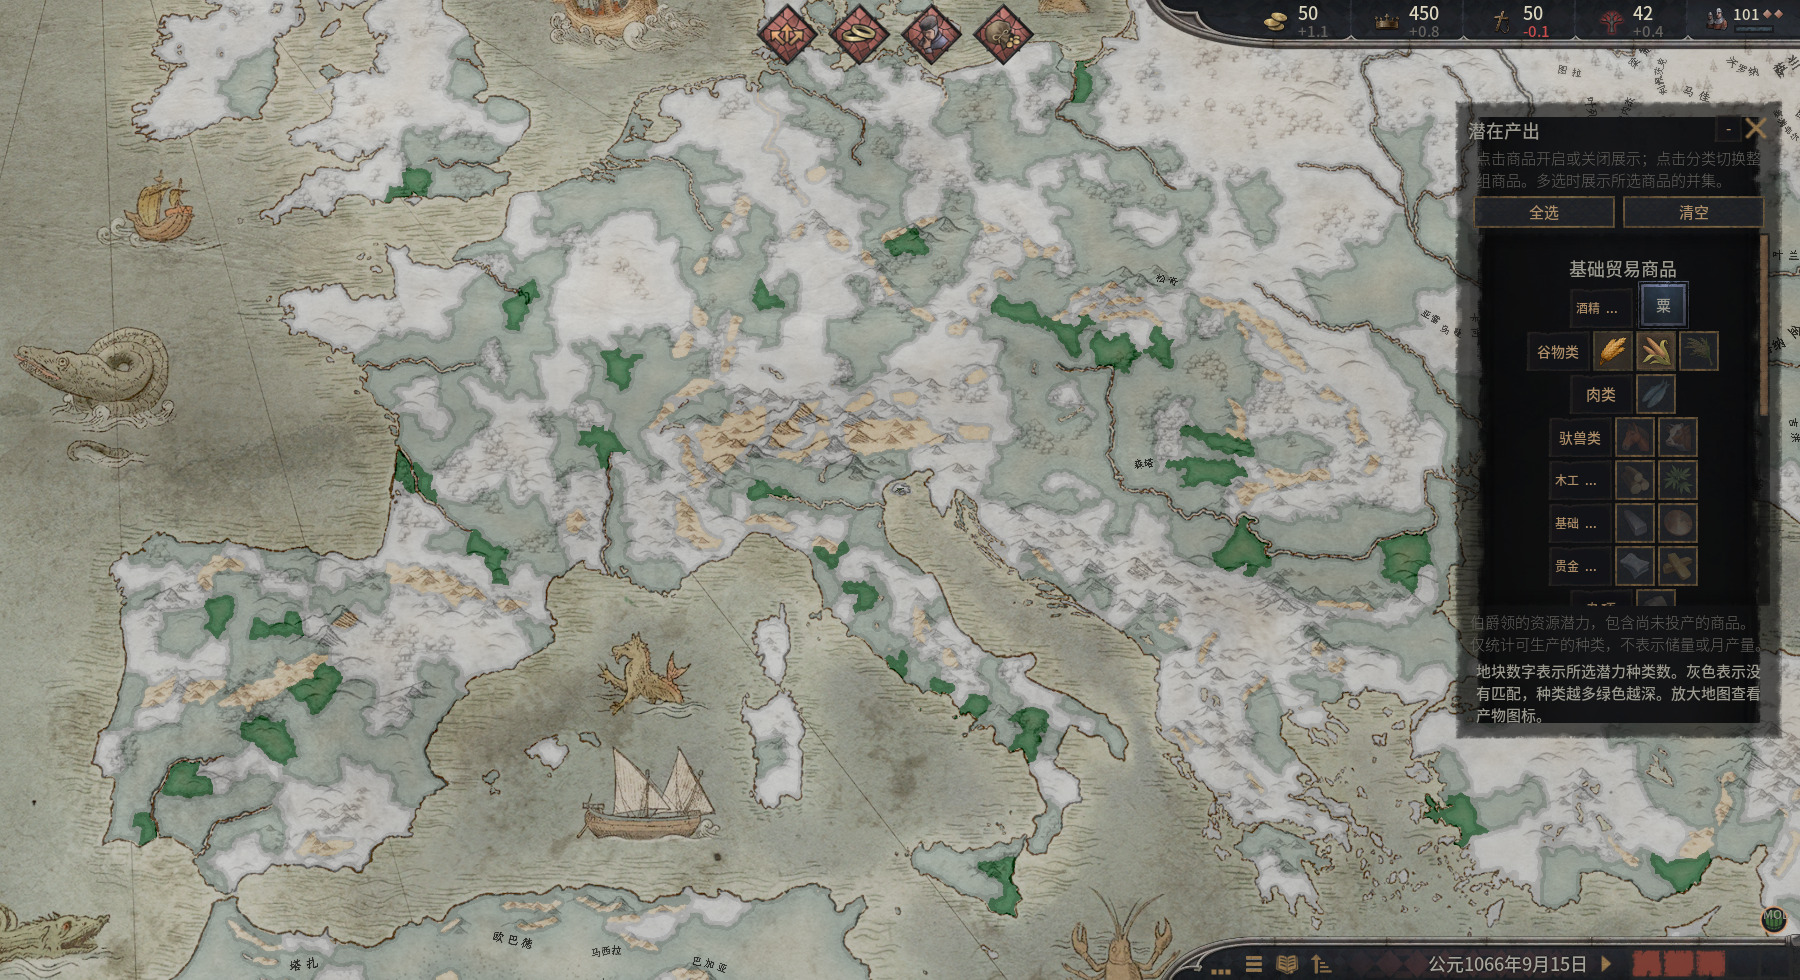 50
+1.1
450
+0.8
50
-0.1
42
+0.4
101
图拉
马佳
潜在产出
-
点击商品开启或关闭展示；点击分类切换整
组商品。多选时展示所选商品的并集。
全选
清空
基础贸易商品
酒精 ...
粟
谷物类
肉类
驮兽类
木工 ...
基础 ...
贵金 ...
伯爵领的资源潜力，包含尚未投产的商品。
仅统计可生产的种类，不表示储量或月产量。
地块数字表示所选潜力种类数。灰色表示没
有匹配，种类越多绿色越深。放大地图查看
产物图标。
森塔
欧巴德
马西拉
巴加亚
塔扎
公元1066年9月15日